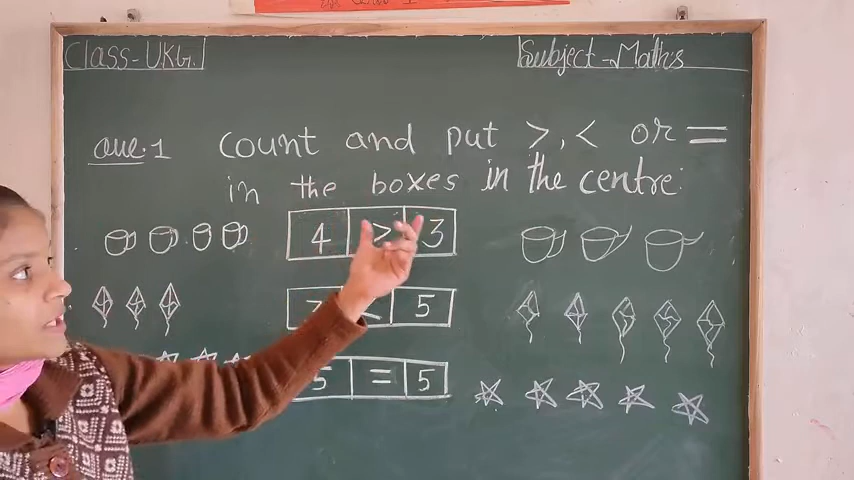 Class-UKG.
Subject-Maths
que.1 count and put >, < or =
in the boxes in the centre:
4 > 3
< 5
5 = 5